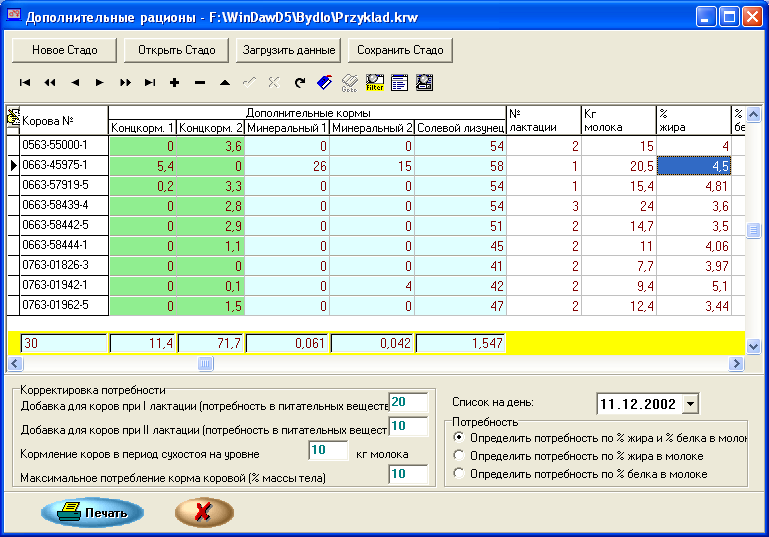 Дополнительные рационы - F:\WinDawD5\Bydlo\Przyklad.krw
Новое Стадо Открыть Стадо Загрузить данные Сохранить Стадо
Goto Filter
Корова № Дополнительные кормы № лактации Кг молока % жира % бе
Концкорм. 1 Концкорм. 2 Минеральный 1 Минеральный 2 Солевой лизунец
0563-55000-1 0 3,6 0 0 54 2 15 4
0663-45975-1 5,4 0 26 15 58 1 20,5 4,5
0663-57919-5 0,2 3,3 0 0 54 1 15,4 4,81
0663-58439-4 0 2,8 0 0 54 3 24 3,6
0663-58442-5 0 2,9 0 0 51 2 14,7 3,5
0663-58444-1 0 1,1 0 0 45 2 11 4,06
0763-01826-3 0 0 0 0 41 2 7,7 3,97
0763-01942-1 0 0,1 0 4 42 2 9,4 5,1
0763-01962-5 0 1,5 0 0 47 2 12,4 3,44
30 11,4 71,7 0,061 0,042 1,547
Корректировка потребности
Добавка для коров при I лактации (потребность в питательных веществ 20
Добавка для коров при II лактации (потребность в питательных вещест 10
Кормление коров в период сухостоя на уровне 10 кг молока
Максимальное потребление корма коровой (% массы тела) 10
Список на день: 11.12.2002
Потребность
Определить потребность по % жира и % белка в молок
Определить потребность по % жира в молоке
Определить потребность по % белка в молоке
Печать